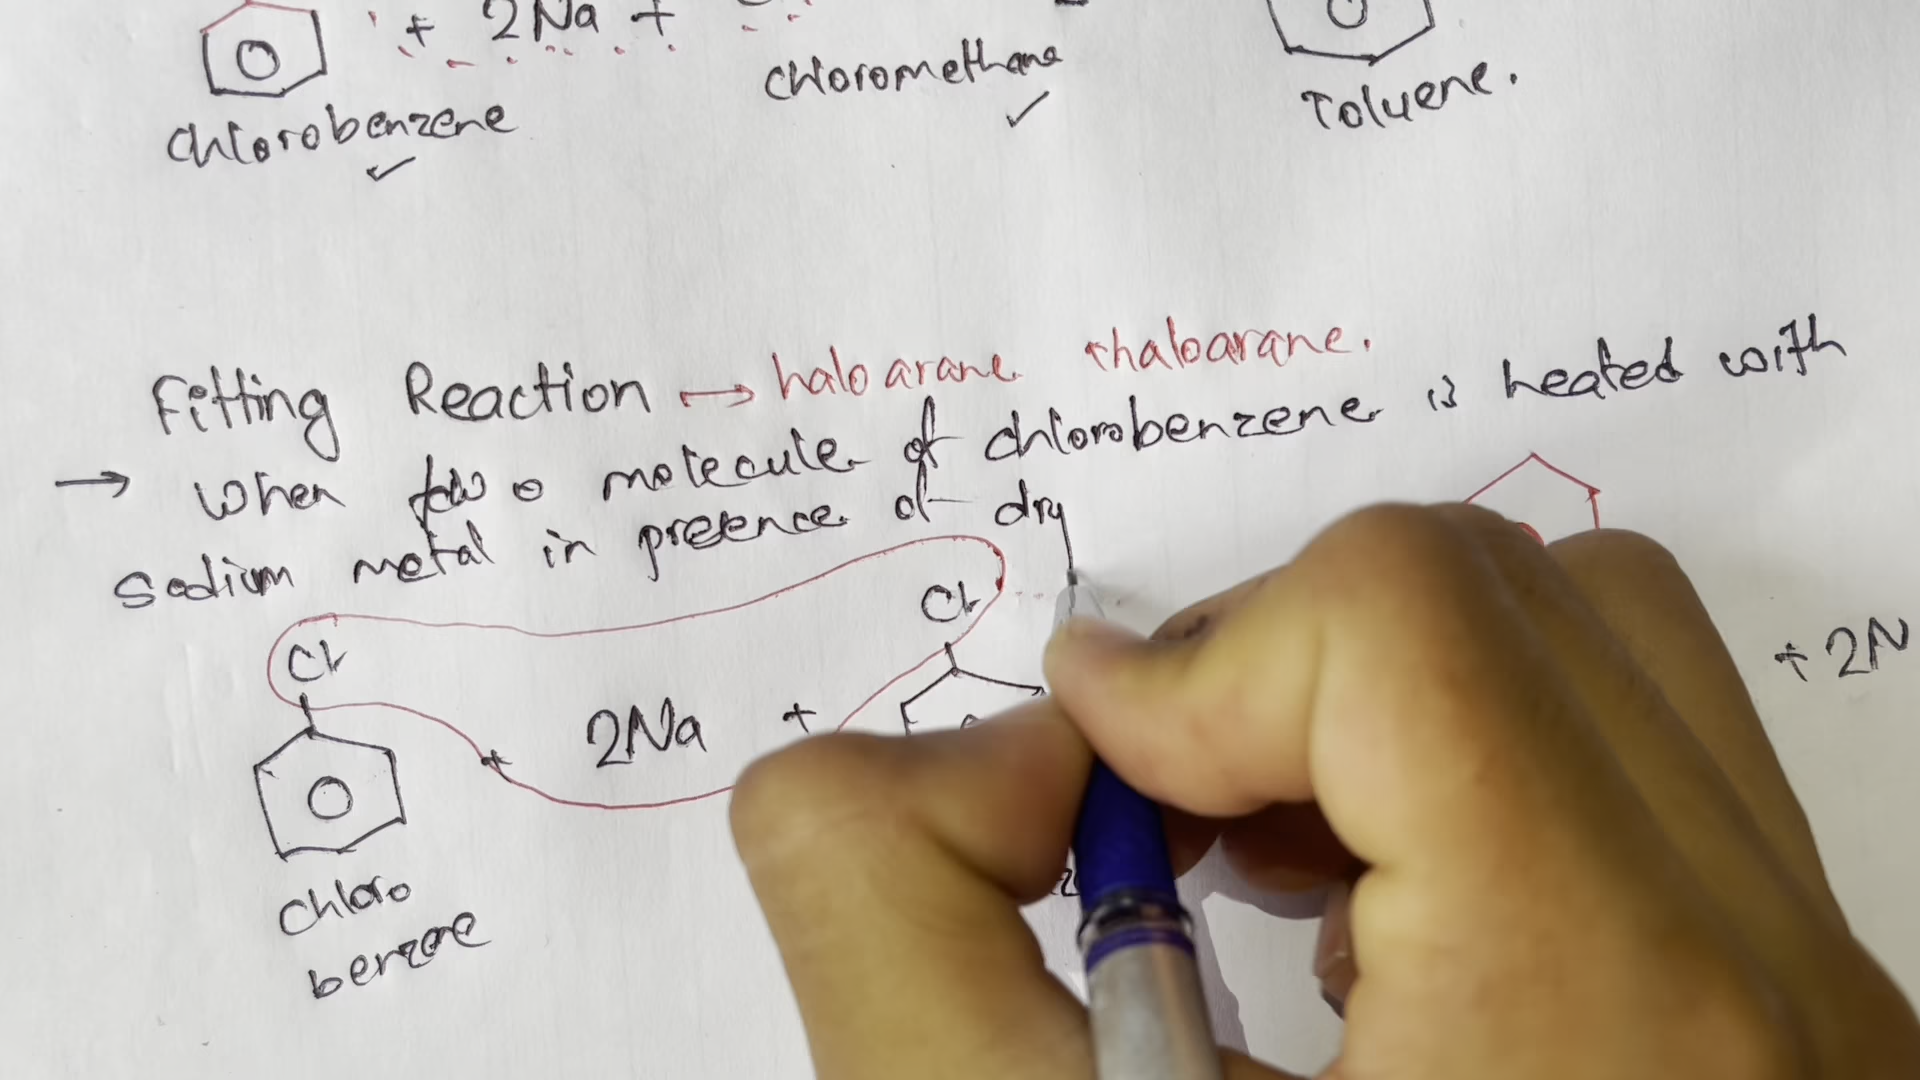 + 2Na +
chlorobenzene
chloromethane
Toluene.
Fitting Reaction → haloarane +haloarane.
→ When two molecule of chlorobenzene is heated with
sodium metal in presence of dry
Cl
Cl
+ 2Na +
+ 2N
chloro
benzene